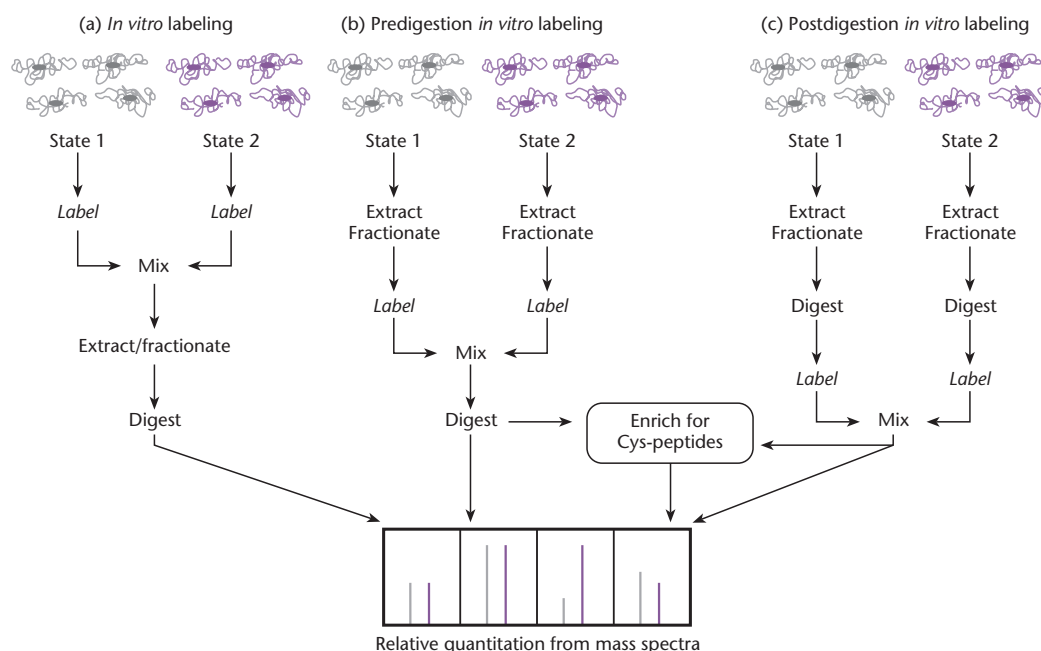 (a) In vitro labeling
(b) Predigestion in vitro labeling
(c) Postdigestion in vitro labeling
State 1
State 2
State 1
State 2
State 1
State 2
Label
Label
Extract
Fractionate
Extract
Fractionate
Extract
Fractionate
Extract
Fractionate
Mix
Label
Label
Digest
Digest
Extract/fractionate
Mix
Label
Label
Digest
Digest
Enrich for
Cys-peptides
Mix
Relative quantitation from mass spectra